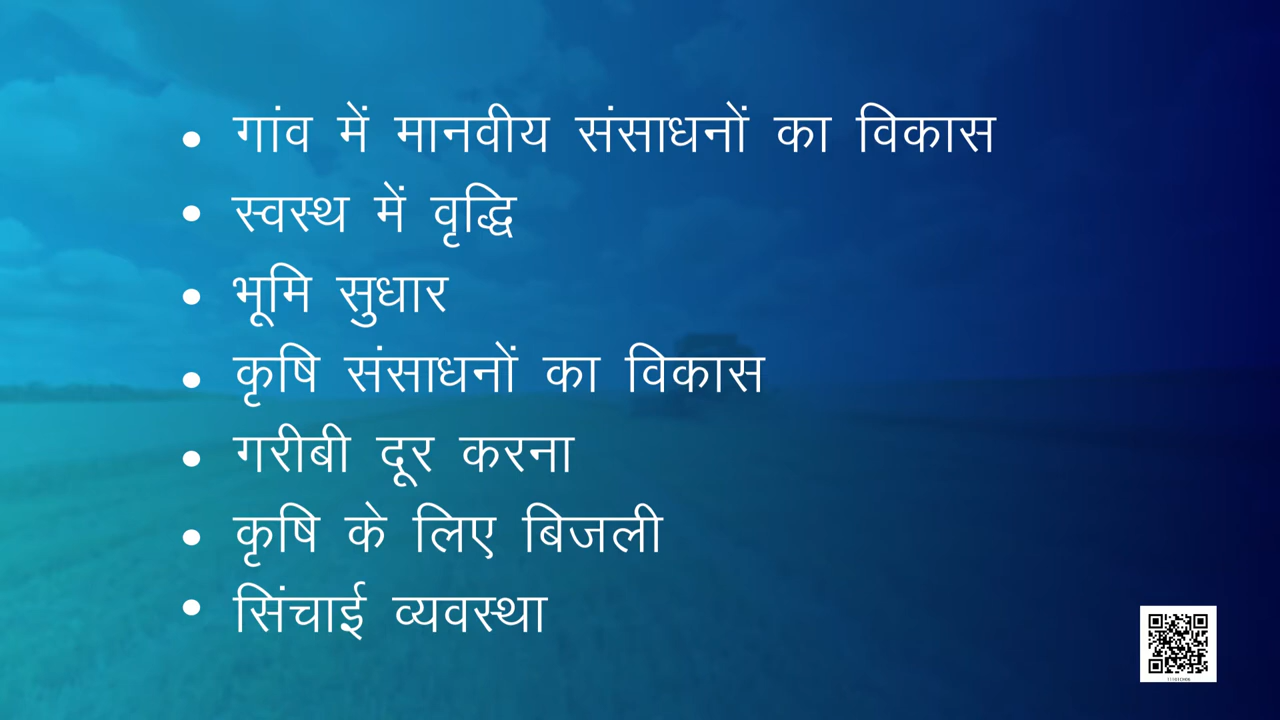 • गांव में मानवीय संसाधनों का विकास
• स्वस्थ में वृद्धि
• भूमि सुधार
• कृषि संसाधनों का विकास
• गरीबी दूर करना
• कृषि के लिए बिजली
• सिंचाई व्यवस्था